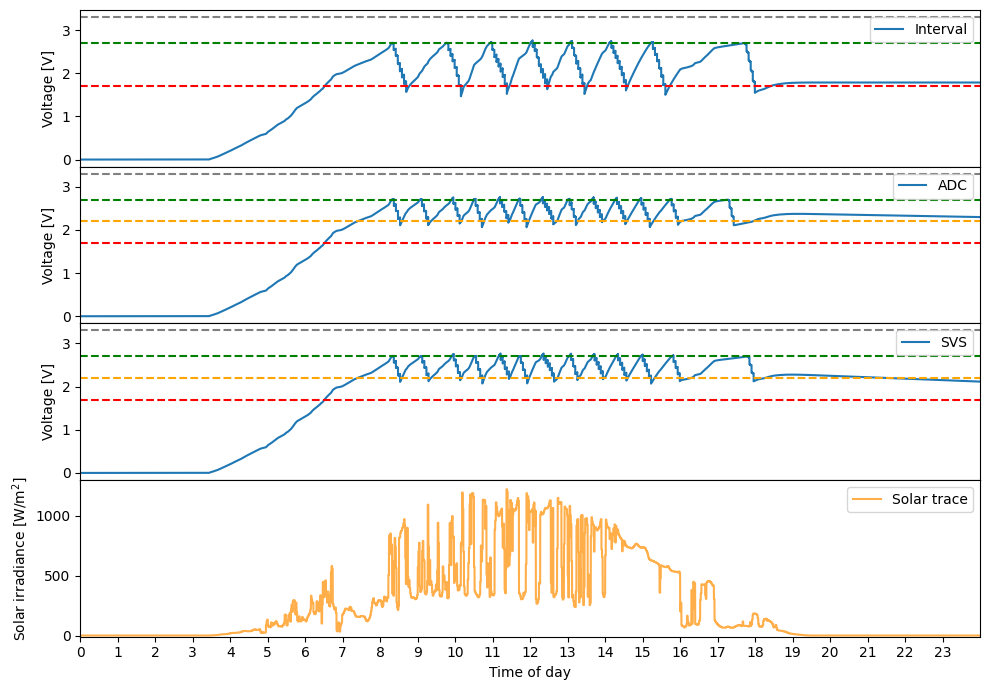 Voltage [V]
3
2
1
0
Interval
Voltage [V]
3
2
1
0
ADC
Voltage [V]
3
2
1
0
SVS
Solar irradiance [W/m²]
1000
500
0
Solar trace
0 1 2 3 4 5 6 7 8 9 10 11 12 13 14 15 16 17 18 19 20 21 22 23
Time of day